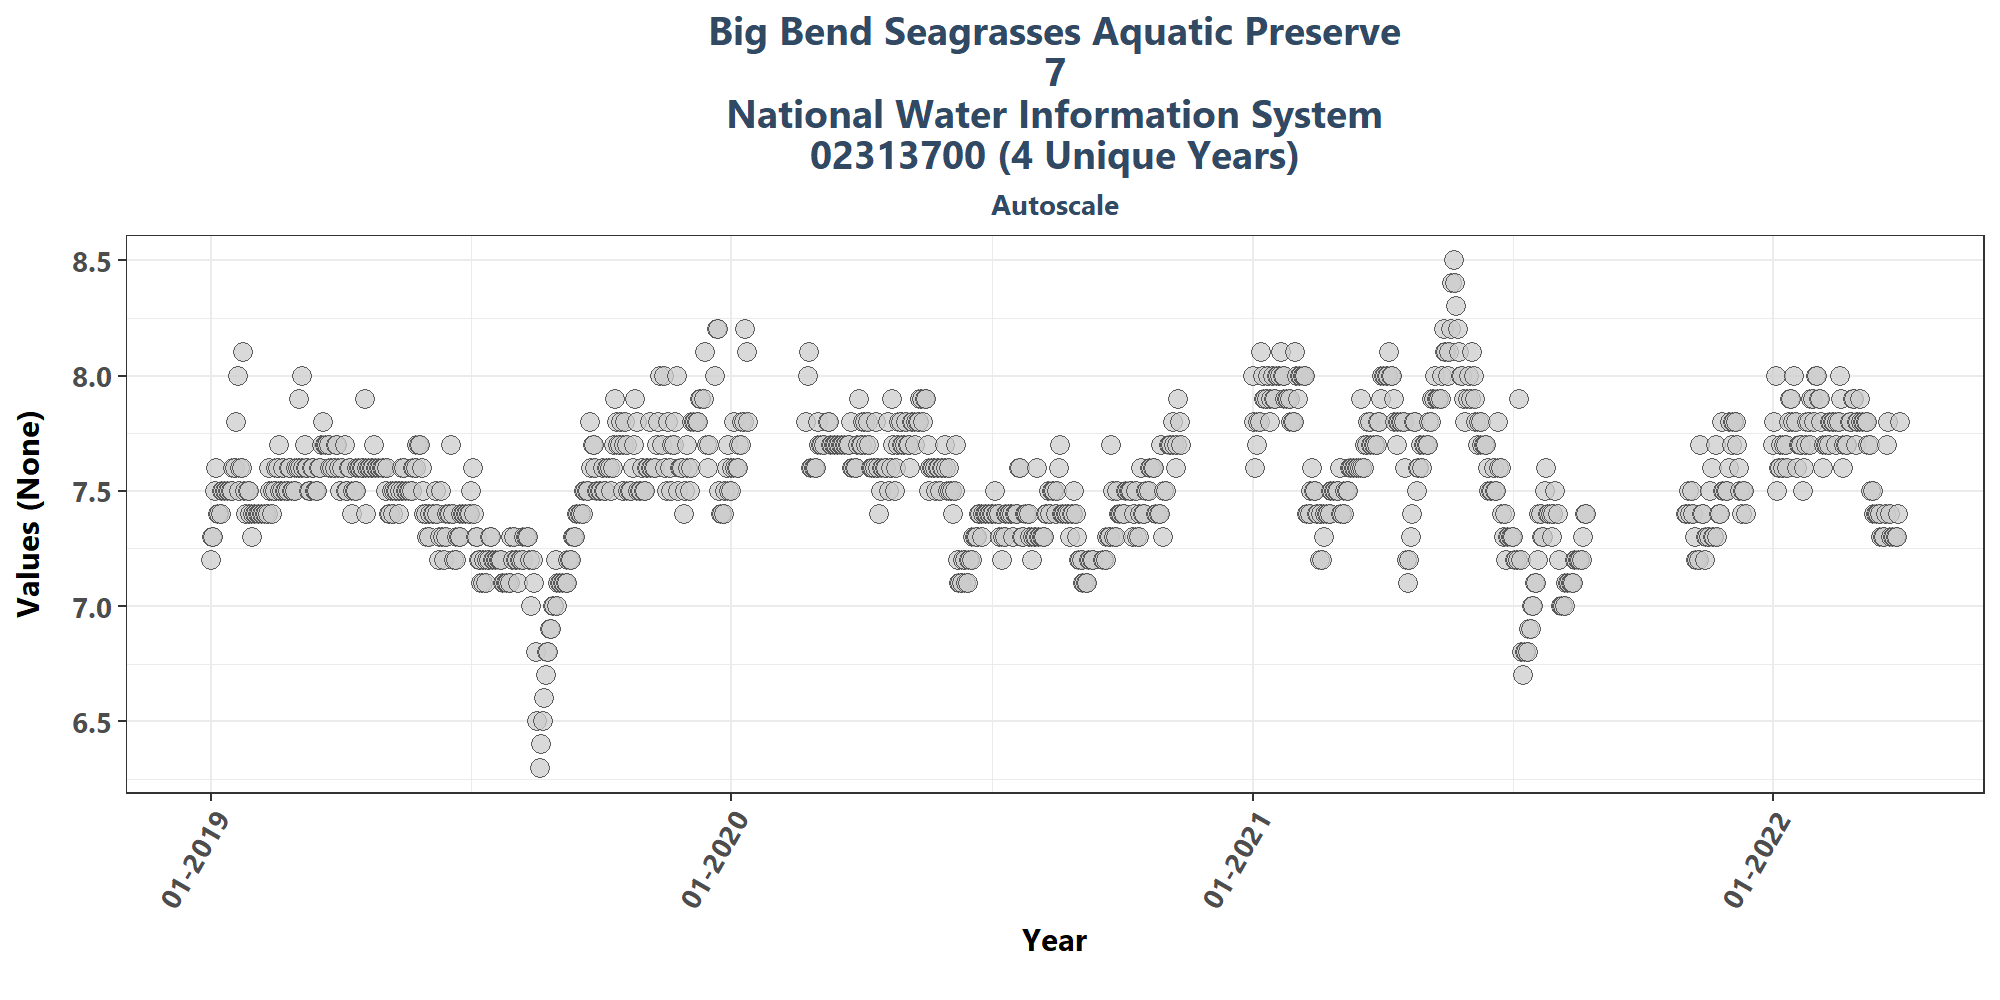 Big Bend Seagrasses Aquatic Preserve
7
National Water Information System
02313700 (4 Unique Years)
Autoscale
8.5
8.0
7.5
7.0
6.5
Values (None)
01-2019
01-2020
01-2021
01-2022
Year